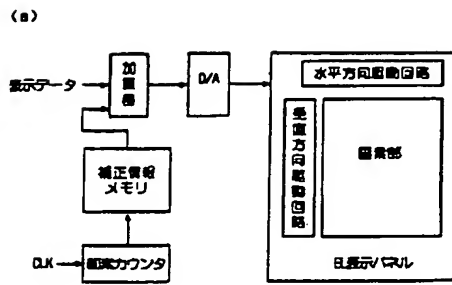 (a)
表示データ
加算器
D/A
水平方向駆動回路
垂直方向駆動回路
画素部
補正情報
メモリ
CLK
画素カウンタ
EL表示パネル